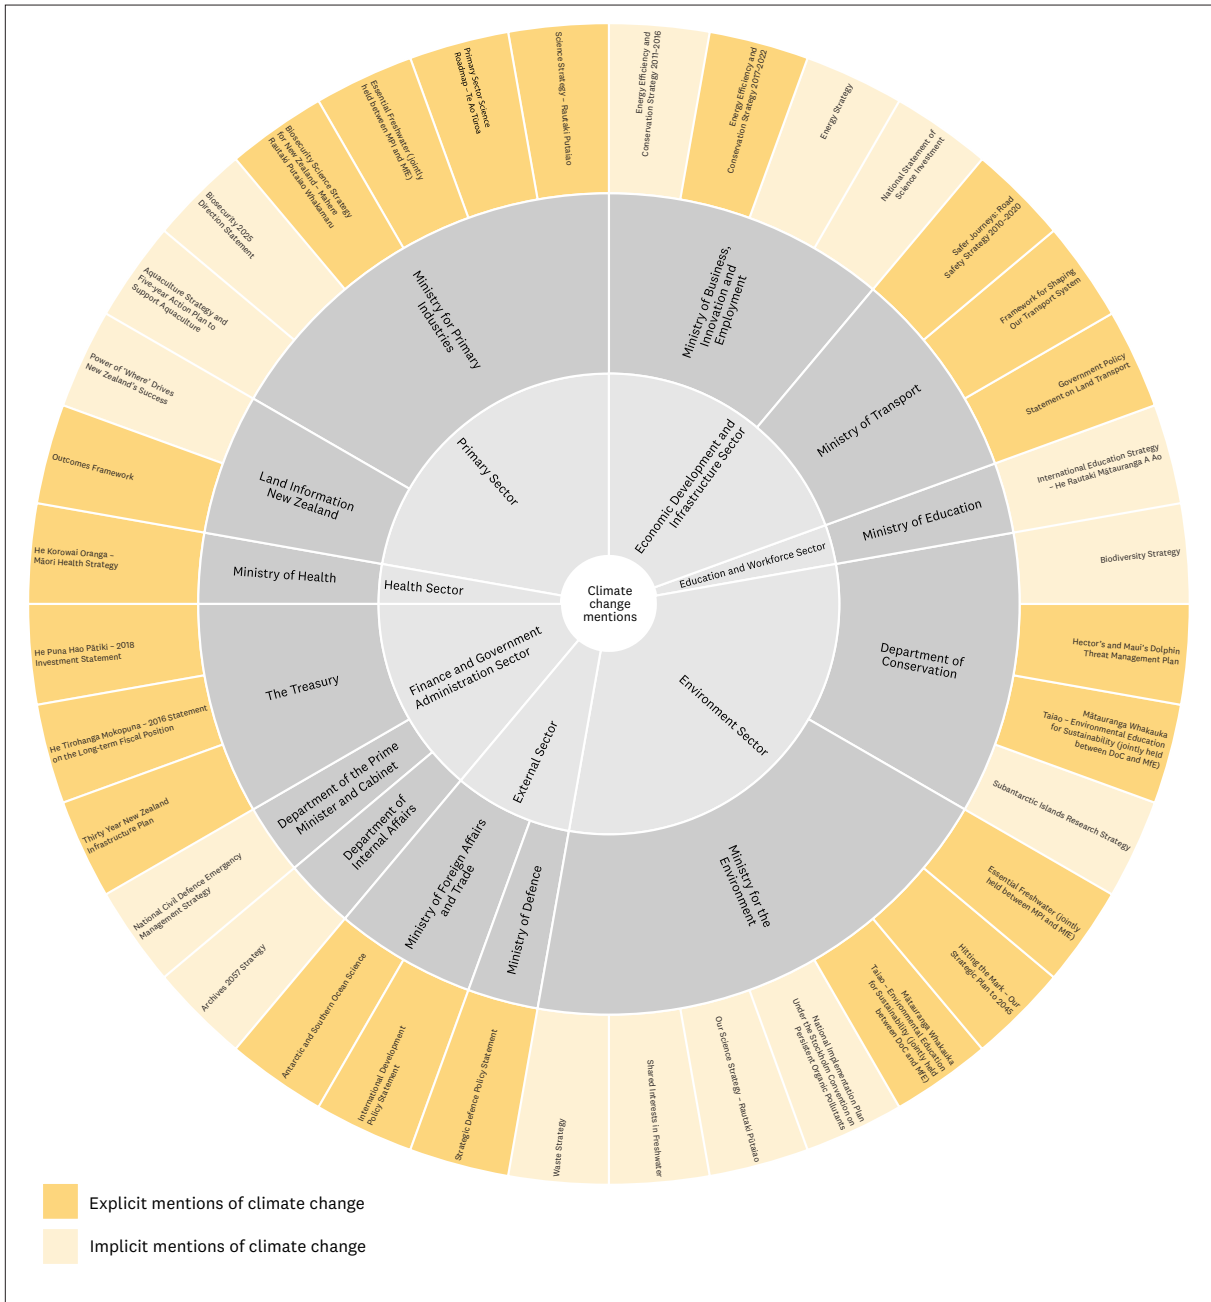 Climate
change
mentions
Economic Development and
Infrastructure Sector
Ministry of Business,
Innovation and
Employment
Energy Efficiency and
Conservation Strategy 2011–2016
Energy Efficiency and
Conservation Strategy 2017–2022
Energy Strategy
National Statement of
Science Investment
Ministry of Transport
Safer Journeys: Road
Safety Strategy 2010–2020
Framework for Shaping
Our Transport System
Government Policy
Statement on Land Transport
Education and Workforce Sector
Ministry of Education
International Education Strategy
– He Rautaki Mātauranga A Ao
Environment Sector
Department of
Conservation
Biodiversity Strategy
Hector's and Maui's Dolphin
Threat Management Plan
Mātauranga Whakauka
Taiao – Environmental Education
for Sustainability (jointly held
between DoC and MfE)
Subantarctic Islands Research Strategy
Ministry for the
Environment
Essential Freshwater (jointly
held between MPI and MfE)
Hitting the Mark – Our
Strategic Plan to 2045
Mātauranga Whakauka
Taiao – Environmental Education
for Sustainability (jointly held
between DoC and MfE)
National Implementation Plan
Under the Stockholm Convention on
Persistent Organic Pollutants
Our Science Strategy – Rautaki Pūtaiao
Shared Interests in Freshwater
Waste Strategy
External Sector
Ministry of Defence
Strategic Defence Policy Statement
Ministry of Foreign Affairs
and Trade
International Development
Policy Statement
Antarctic and Southern Ocean Science
Finance and Government
Administration Sector
Department of
Internal Affairs
Archives 2057 Strategy
Department of the Prime
Minister and Cabinet
National Civil Defence Emergency
Management Strategy
The Treasury
Thirty Year New Zealand
Infrastructure Plan
He Tirohanga Mokopuna – 2016 Statement
on the Long-term Fiscal Position
He Puna Hao Pātiki – 2018
Investment Statement
Health Sector
Ministry of Health
He Korowai Oranga –
Māori Health Strategy
Primary Sector
Land Information
New Zealand
Outcomes Framework
Power of 'Where' Drives
New Zealand's Success
Ministry for Primary
Industries
Aquaculture Strategy and
Five-year Action Plan to
Support Aquaculture
Biosecurity 2025
Direction Statement
Biosecurity Science Strategy
for New Zealand – Mahere
Rautaki Putaiao Whakamaru
Essential Freshwater (jointly
held between MPI and MfE)
Primary Sector Science
Roadmap – Te Ao Tūroa
Science Strategy – Rautaki Putaiao
Explicit mentions of climate change
Implicit mentions of climate change